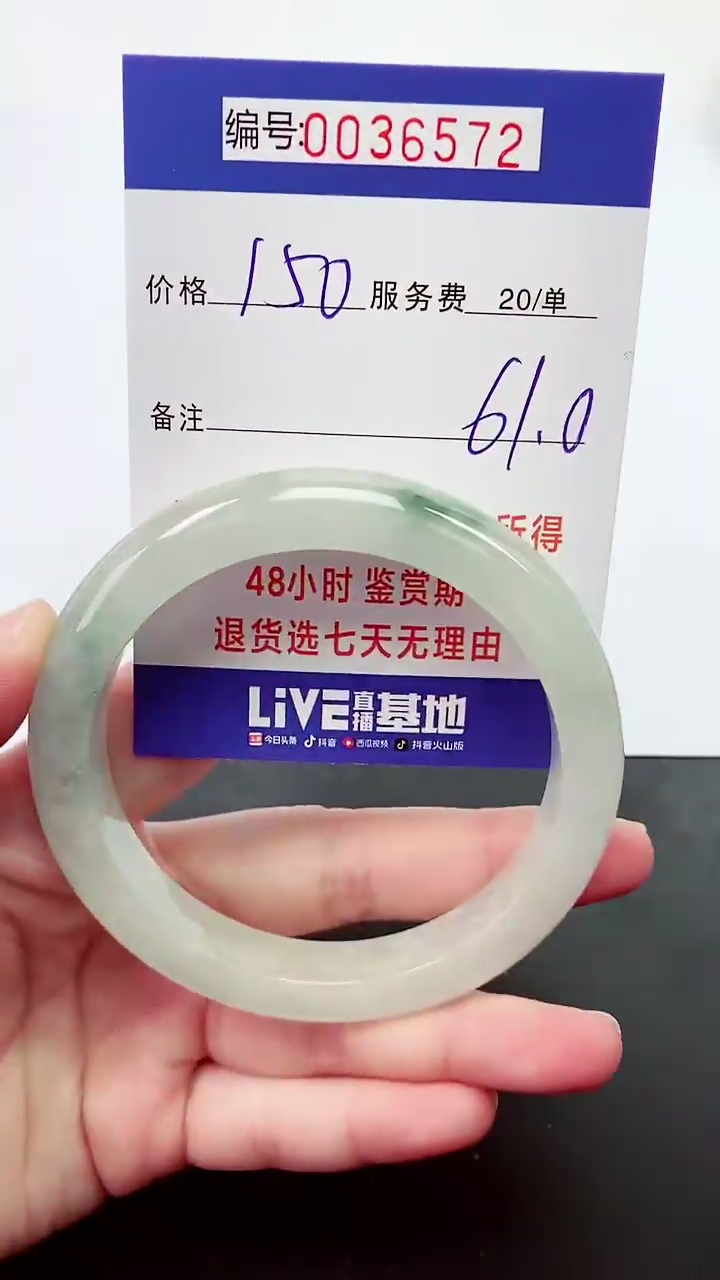 编号:0036572
价格 150 服务费 20/单
备注 61.0
所得
48小时 鉴赏期
退货选七天无理由
LiVE直播基地
今日头条 抖音 西瓜视频 抖音火山版